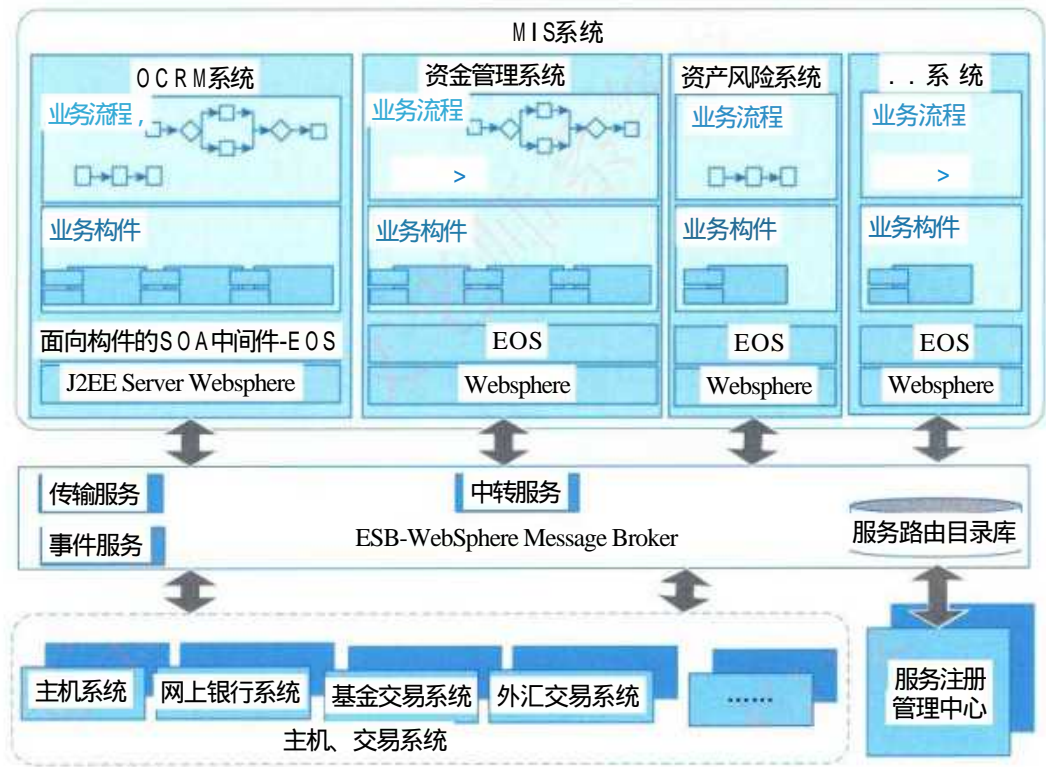 MIS系统
OCRM系统
资金管理系统
资产风险系统
..系统
业务流程,
业务流程
业务流程
业务流程
>
>
业务构件
业务构件
业务构件
业务构件
面向构件的SOA中间件-EOS
EOS
EOS
EOS
J2EE Server Websphere
Websphere
Websphere
Websphere
传输服务
中转服务
事件服务
ESB-WebSphere Message Broker
服务路由目录库
主机系统
网上银行系统
基金交易系统
外汇交易系统
......
服务注册
管理中心
主机、交易系统